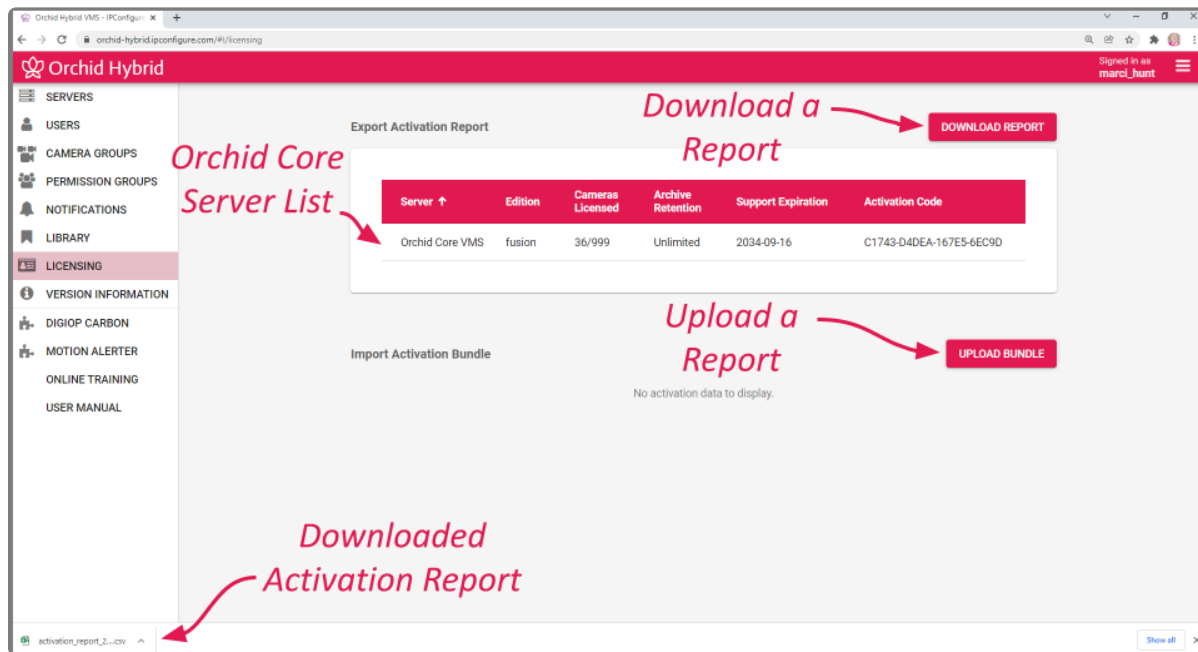 Orchid Hybrid VMS - IPConfigur
orchid-hybrid.ipconfigure.com/#!/licensing
Orchid Hybrid
Signed in as
marci_hunt
SERVERS
USERS
CAMERA GROUPS
PERMISSION GROUPS
NOTIFICATIONS
LIBRARY
LICENSING
VERSION INFORMATION
DIGIOP CARBON
MOTION ALERTER
ONLINE TRAINING
USER MANUAL
Export Activation Report
Download a
Report
DOWNLOAD REPORT
Orchid Core
Server List
Server ↑ Edition Cameras Licensed Archive Retention Support Expiration Activation Code
Orchid Core VMS fusion 36/999 Unlimited 2034-09-16 C1743-D4DEA-167E5-6EC9D
Upload a
Report
Import Activation Bundle
UPLOAD BUNDLE
No activation data to display.
Downloaded
Activation Report
activation_report_2....csv
Show all